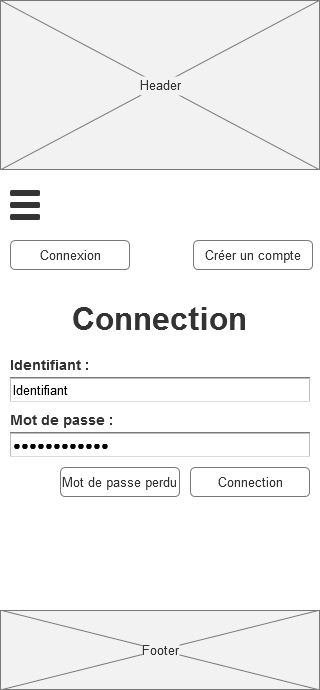 Header
Connexion
Créer un compte
Connection
Identifiant :
Identifiant
Mot de passe :
●●●●●●●●●●●●
Mot de passe perdu
Connection
Footer